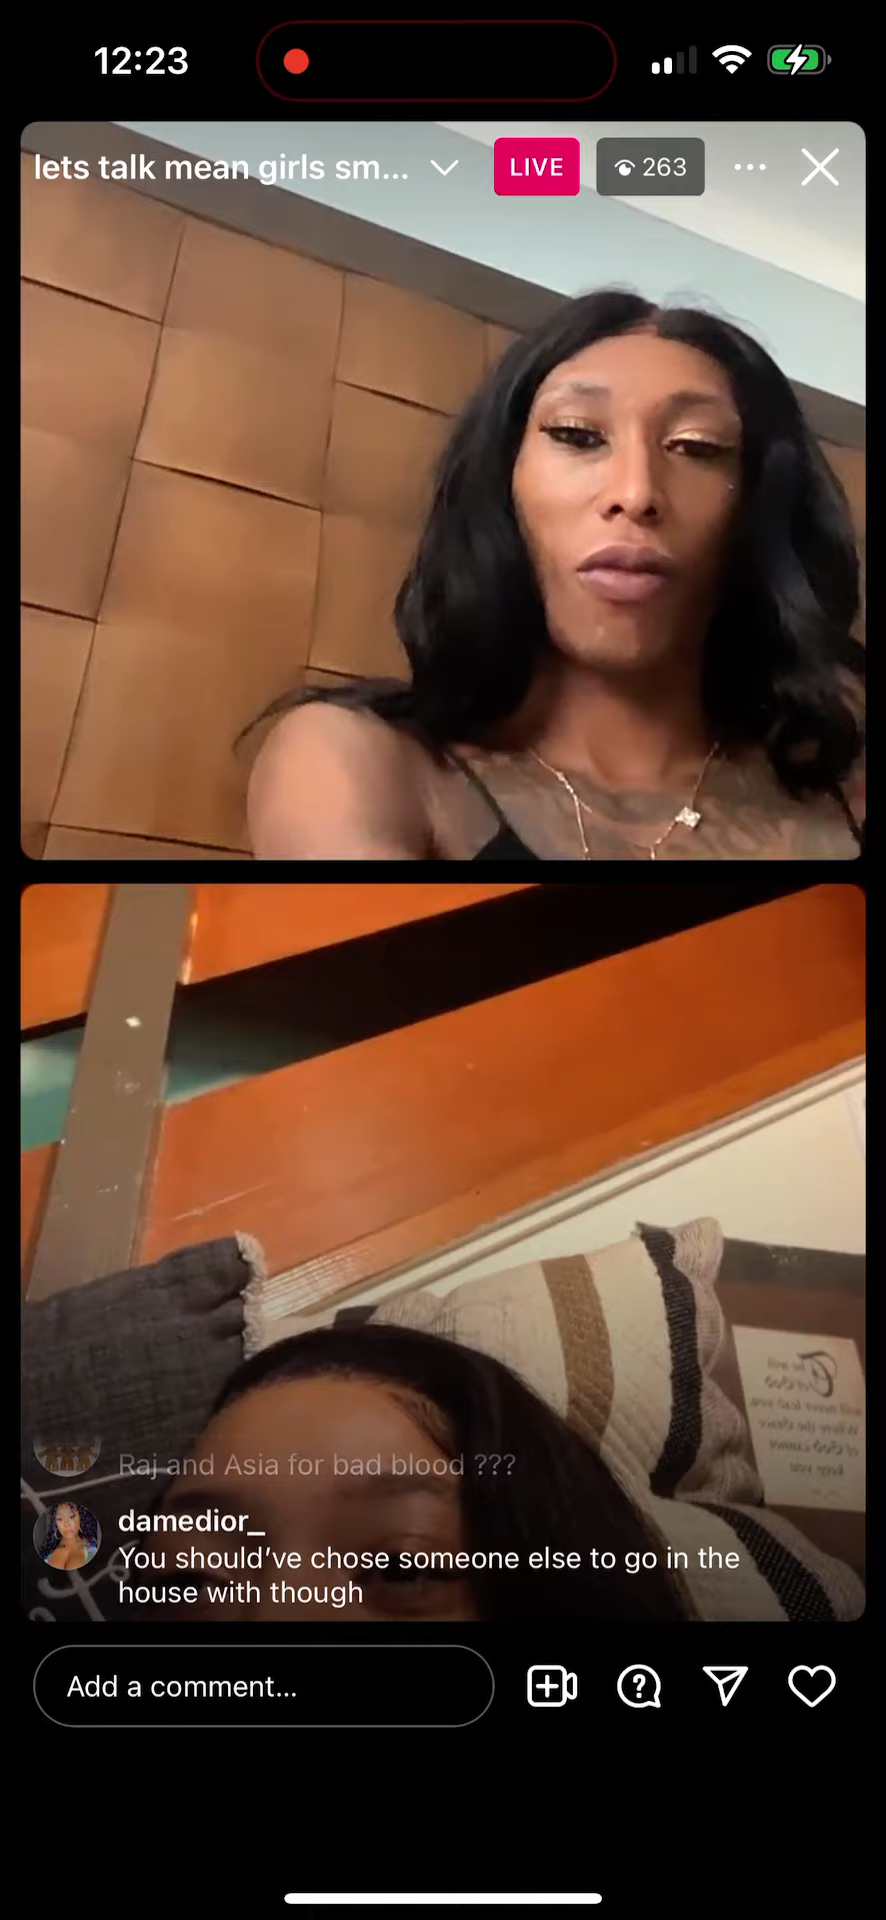 12:23
lets talk mean girls sm...
LIVE
263
Raj and Asia for bad blood ???
damedior_
You should’ve chose someone else to go in the
house with though
Add a comment...